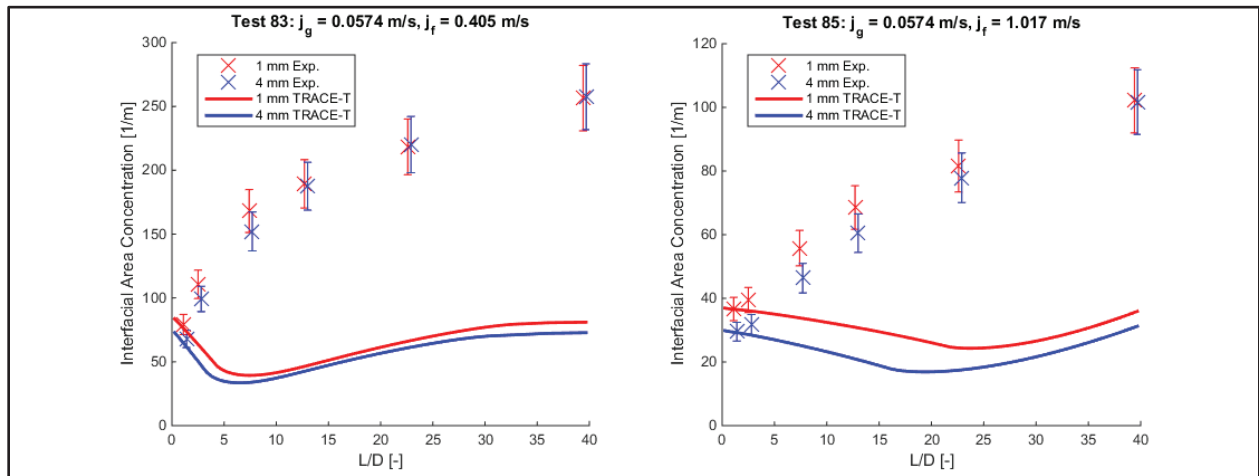 Test 83: j_g = 0.0574 m/s, j_f = 0.405 m/s
300
250
200
150
100
50
0
Interfacial Area Concentration [1/m]
1 mm Exp.
4 mm Exp.
1 mm TRACE-T
4 mm TRACE-T
0 5 10 15 20 25 30 35 40
L/D [-]
Test 85: j_g = 0.0574 m/s, j_f = 1.017 m/s
120
100
80
60
40
20
0
Interfacial Area Concentration [1/m]
1 mm Exp.
4 mm Exp.
1 mm TRACE-T
4 mm TRACE-T
0 5 10 15 20 25 30 35 40
L/D [-]